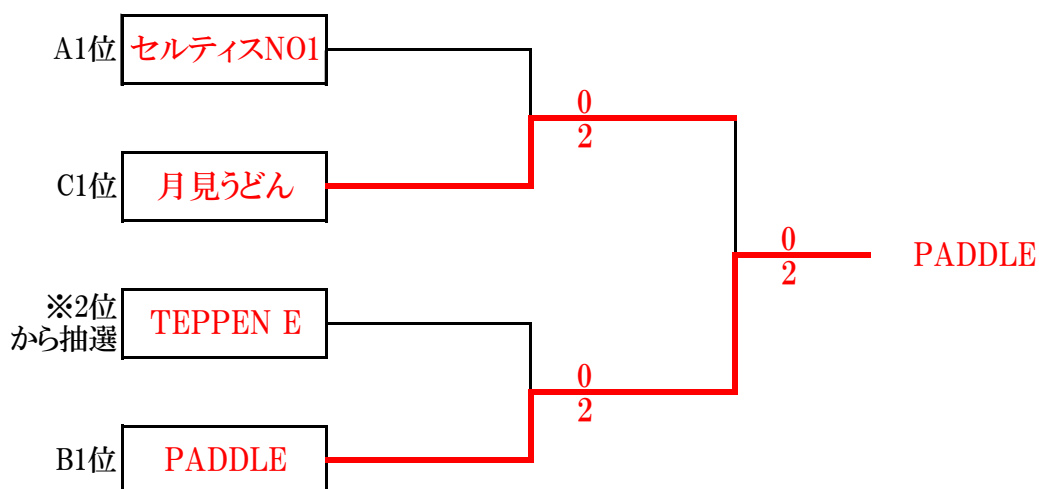 A1位 セルティスNO1
0
2
C1位 月見うどん
0
2
PADDLE
※2位
から抽選
TEPPEN E
0
2
B1位 PADDLE